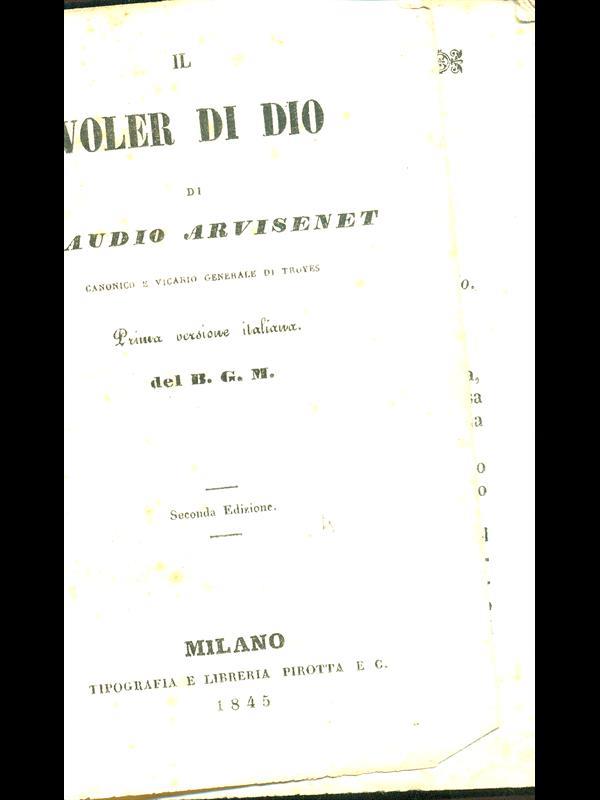 IL
VOLER DI DIO
DI
AUDIO ARVISENET
CANONICO E VICARIO GENERALE DI TROYES
Prima versione italiana.
del B. G. M.
Seconda Edizione.
MILANO
TIPOGRAFIA E LIBRERIA PIROTTA E C.
1845
o.
a,
sa
a
o
o